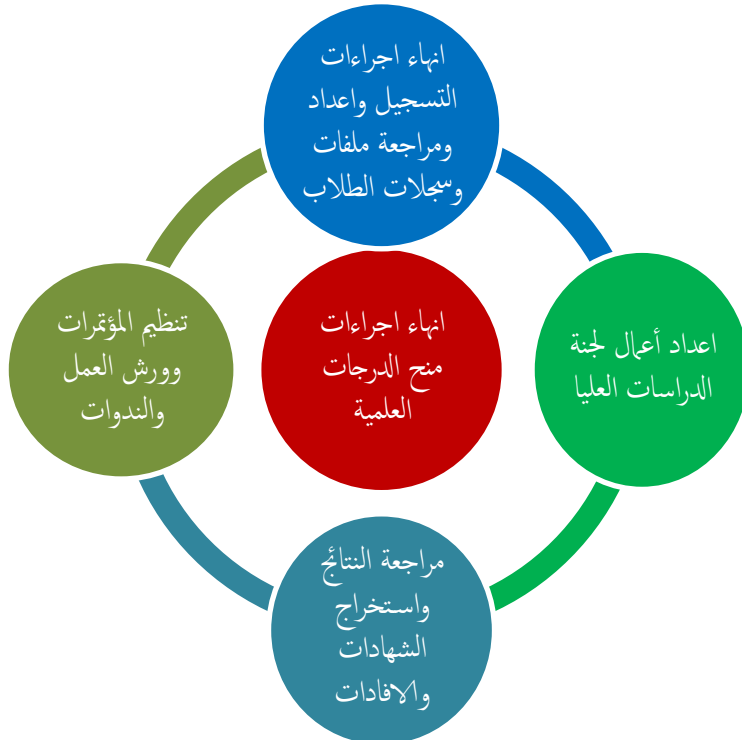 انهاء اجراءات
التسجيل واعداد
ومراجعة ملفات
وسجلات الطلاب
اعداد أعمال لجنة
الدراسات العليا
انهاء اجراءات
منح الدرجات
العلمية
تنظيم المؤتمرات
وورش العمل
والندوات
مراجعة النتائج
واستخراج
الشهادات
والافادات